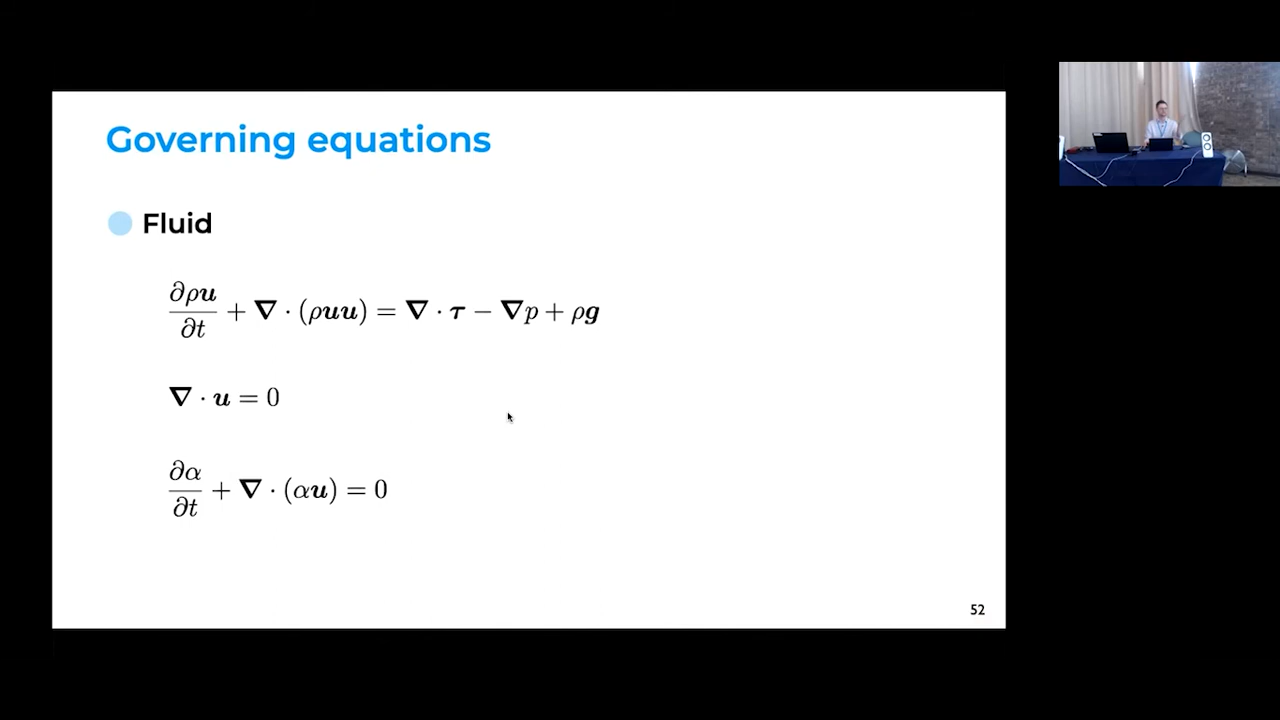 Governing equations
Fluid
∂ρu/∂t + ∇ · (ρuu) = ∇ · τ − ∇p + ρg
∇ · u = 0
∂α/∂t + ∇ · (αu) = 0
52